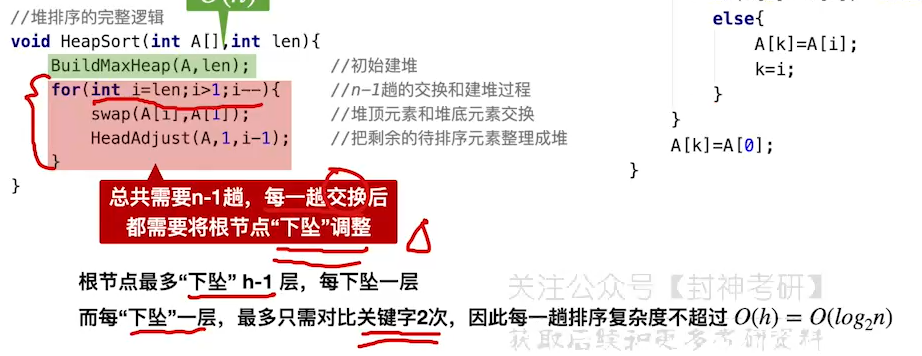 O(n)
//堆排序的完整逻辑
void HeapSort(int A[],int len){
BuildMaxHeap(A,len); //初始建堆
for(int i=len;i>1;i--){ //n-1趟的交换和建堆过程
swap(A[i],A[1]); //堆顶元素和堆底元素交换
HeadAdjust(A,1,i-1); //把剩余的待排序元素整理成堆
}
}
总共需要n-1趟，每一趟交换后
都需要将根节点“下坠”调整
else{
A[k]=A[i];
k=i;
}
}
A[k]=A[0];
}
根节点最多“下坠” h-1 层，每下坠一层
而每“下坠”一层，最多只需对比关键字2次，因此每一趟排序复杂度不超过 O(h) = O(log₂n)
关注公众号【封神考研】
获取后续和更多考研资料